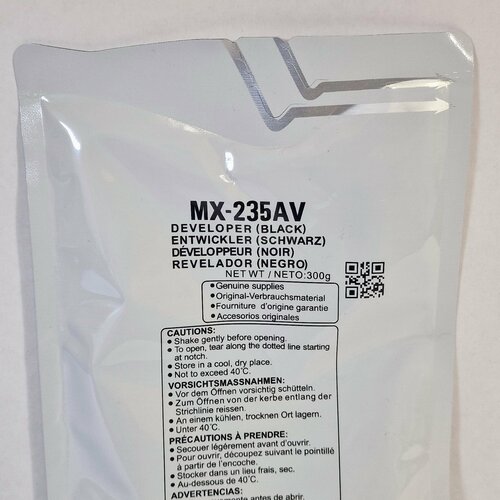 MX-235AV
DEVELOPER (BLACK)
ENTWICKLER (SCHWARZ)
DÉVELOPPEUR (NOIR)
REVELADOR (NEGRO)
NET WT / NETO:300g
• Genuine supplies
• Original-Verbrauchsmaterial
• Fourniture d'origine garantie
• Accesorios originales
CAUTIONS:
• Shake gently before opening.
• To open, tear along the dotted line starting
at notch.
• Store in a cool, dry place.
• Not to exceed 40°C.
VORSICHTSMASSNAHMEN:
• Vor dem Öffnen vorsichtig schütteln.
• Zum Öffnen von der kerbe entlang der
Strichlinie reissen.
• An einem kühlen, trocknen Ort lagern.
• Unter 40°C.
PRÉCAUTIONS À PRENDRE:
• Secouer légèrement avant d'ouvrir.
• Pour ouvrir, découpez suivant le pointillé
à partir de l'encoche.
• Stocker dans un lieu frais, sec.
• Au-dessous de 40°C.
ADVERTENCIAS:
antes de abrir.